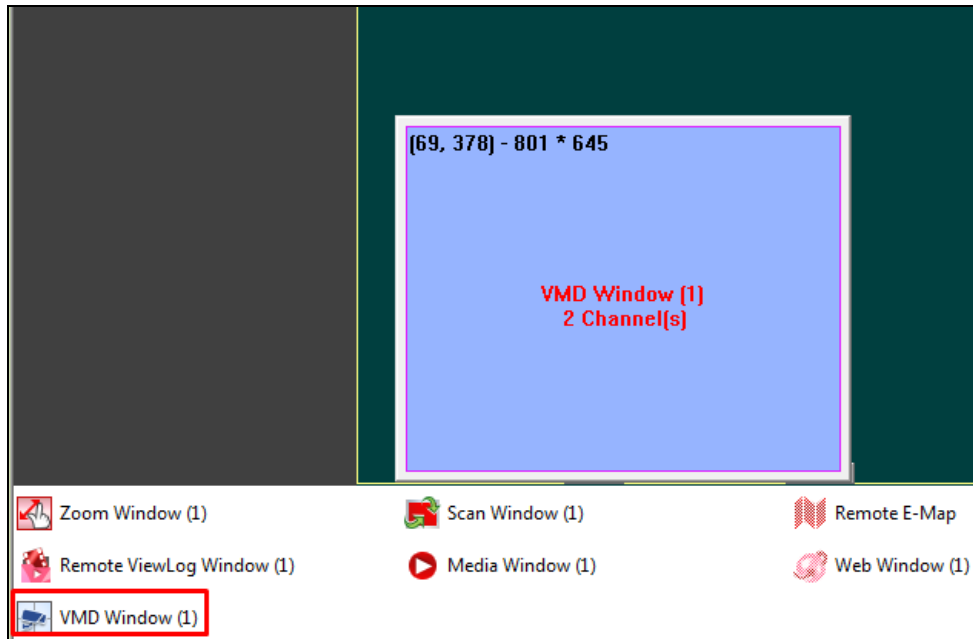 (69, 378) - 801 * 645
VMD Window (1)
2 Channel(s)
Zoom Window (1)
Scan Window (1)
Remote E-Map
Remote ViewLog Window (1)
Media Window (1)
Web Window (1)
VMD Window (1)